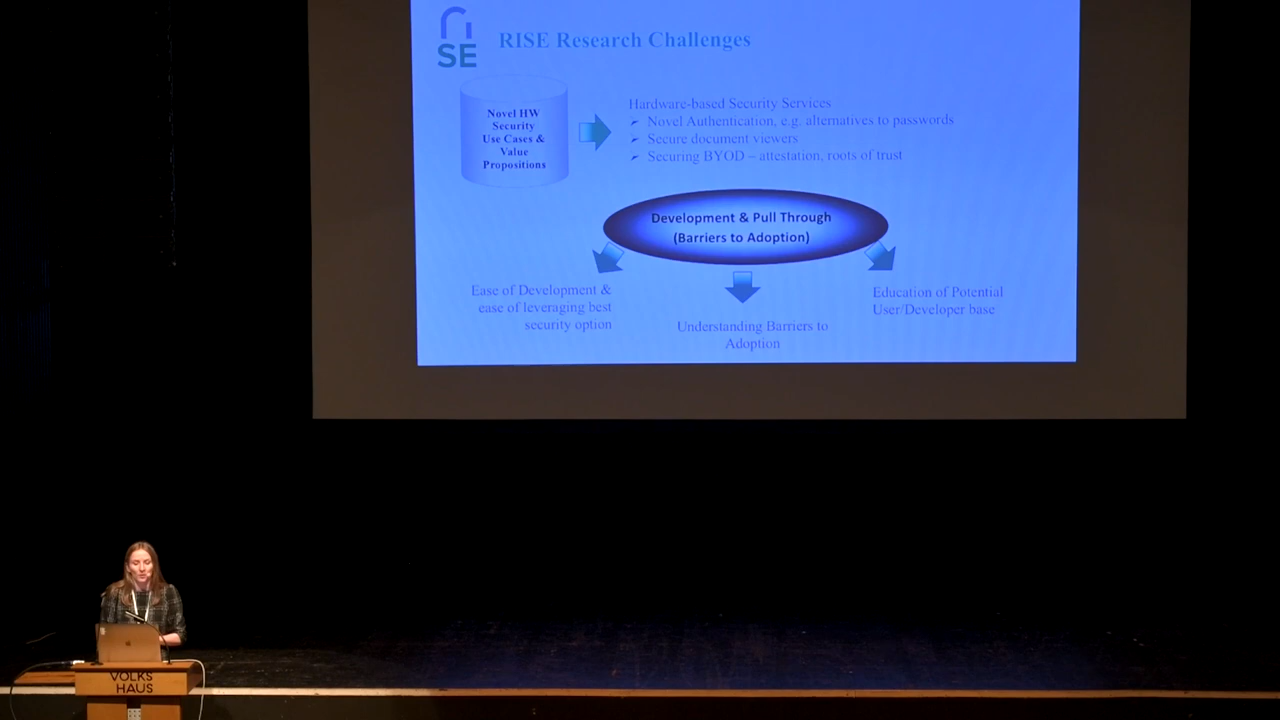 SE
RISE Research Challenges
Novel HW
Security
Use Cases &
Value
Propositions
Hardware-based Security Services
Novel Authentication, e.g. alternatives to passwords
Secure document viewers
Securing BYOD – attestation, roots of trust
Development & Pull Through
(Barriers to Adoption)
Ease of Development &
ease of leveraging best
security option
Understanding Barriers to
Adoption
Education of Potential
User/Developer base
VOLKS
HAUS